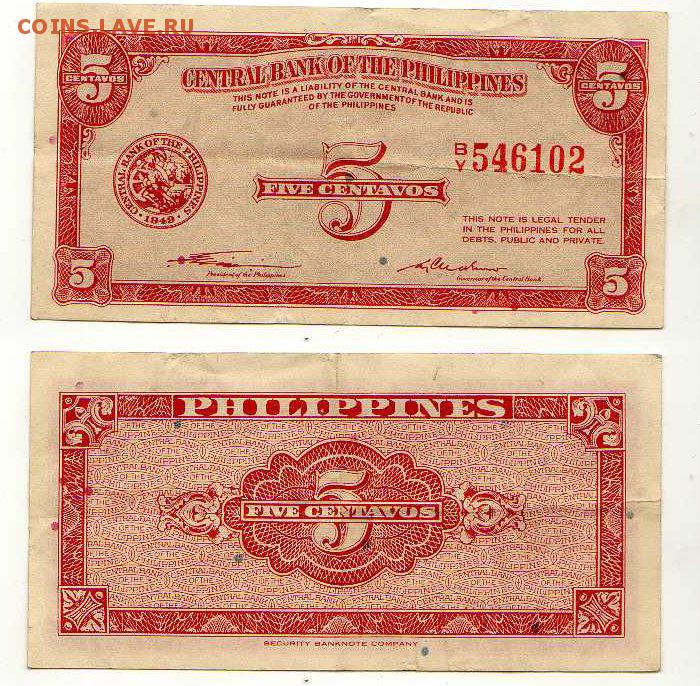 COINS.LAVE.RU
5 CENTAVOS
5 CENTAVOS
CENTRAL BANK OF THE PHILIPPINES
THIS NOTE IS A LIABILITY OF THE CENTRAL BANK AND IS
FULLY GUARANTEED BY THE GOVERNMENT OF THE REPUBLIC
OF THE PHILIPPINES
CENTRAL BANK OF THE PHILIPPINES
· 1949 ·
5
FIVE CENTAVOS
B/Y 546102
THIS NOTE IS LEGAL TENDER
IN THE PHILIPPINES FOR ALL
DEBTS, PUBLIC AND PRIVATE.
President of the Philippines
Governor of the Central Bank
5
5
PHILIPPINES
5
5
5
FIVE CENTAVOS
SECURITY BANKNOTE COMPANY